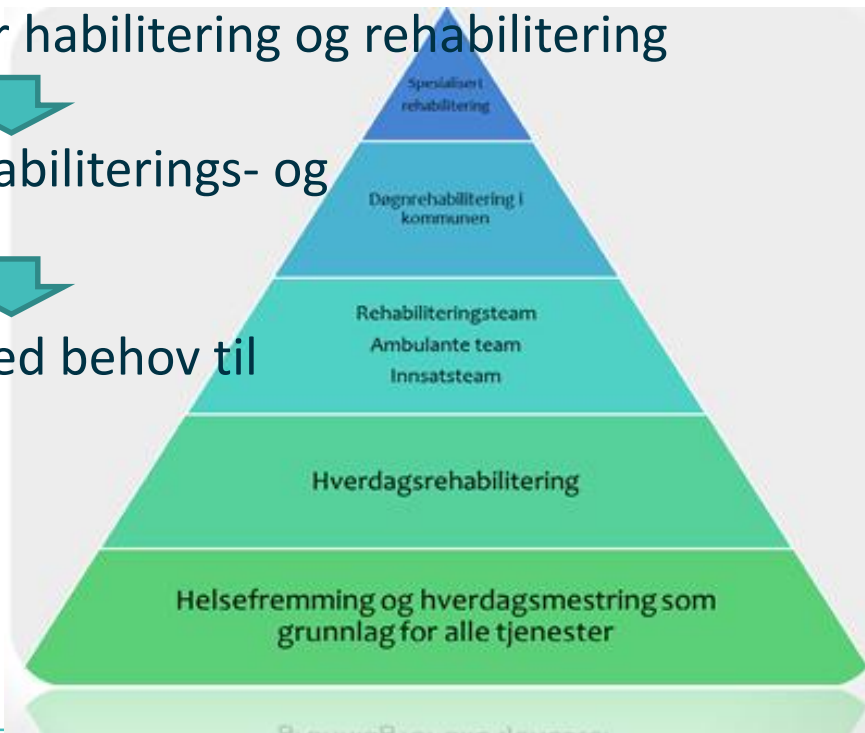 r habilitering og rehabilitering
abiliterings- og
ed behov til
Spesialisert
rehabilitering
Døgnrehabilitering i
kommunen
Rehabiliteringsteam
Ambulante team
Innsatsteam
Hverdagsrehabilitering
Helsefremming og hverdagsmestring som
grunnlag for alle tjenester